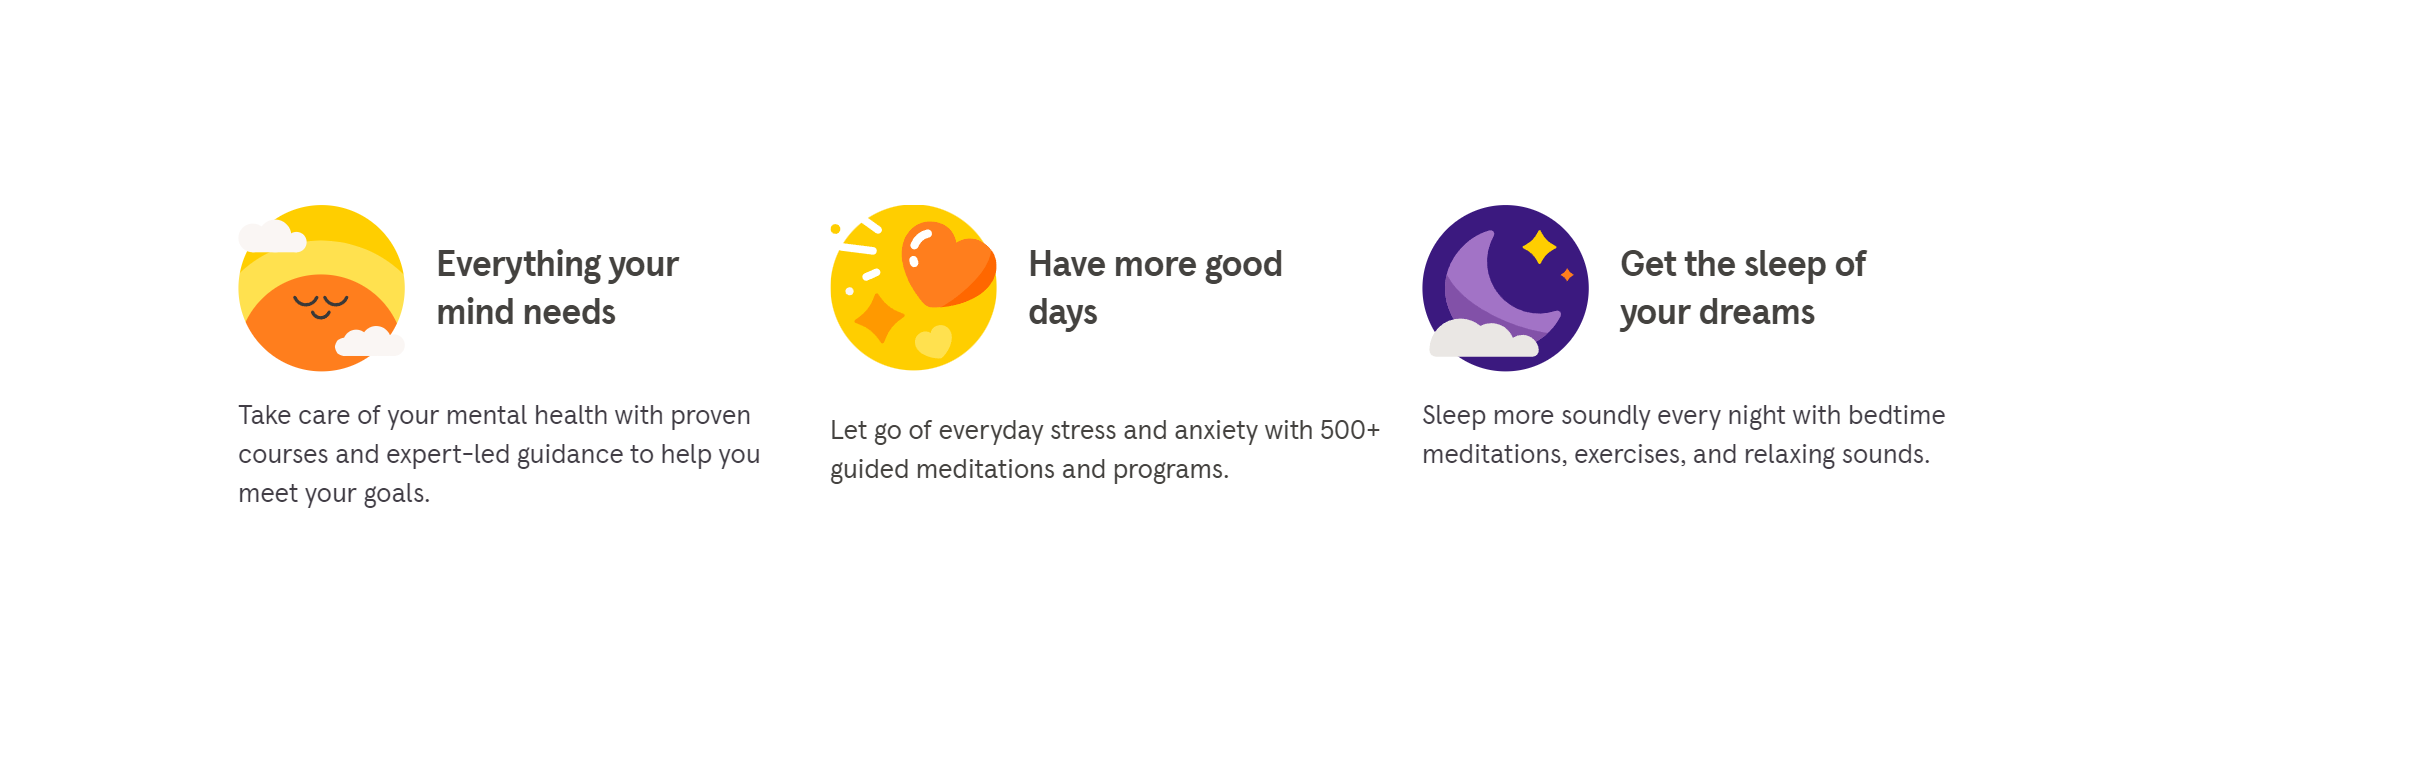 Everything your
mind needs
Take care of your mental health with proven
courses and expert-led guidance to help you
meet your goals.
Have more good
days
Let go of everyday stress and anxiety with 500+
guided meditations and programs.
Get the sleep of
your dreams
Sleep more soundly every night with bedtime
meditations, exercises, and relaxing sounds.